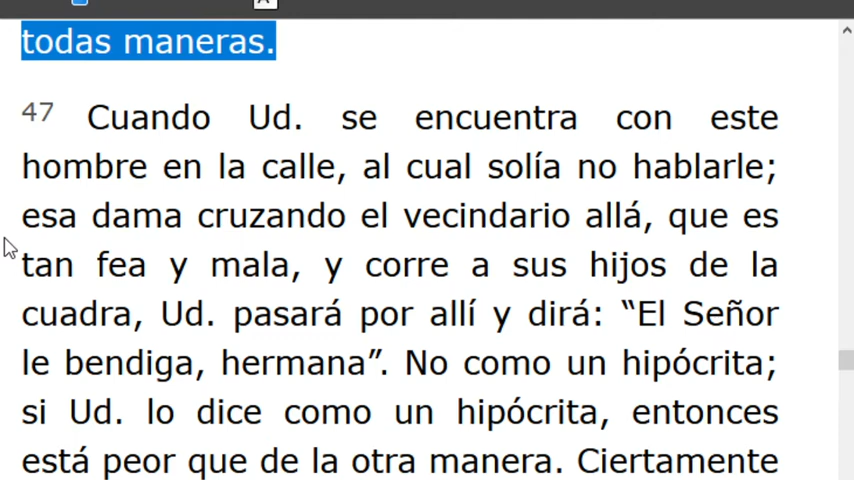 todas maneras.
47 Cuando Ud. se encuentra con este
hombre en la calle, al cual solía no hablarle;
esa dama cruzando el vecindario allá, que es
tan fea y mala, y corre a sus hijos de la
cuadra, Ud. pasará por allí y dirá: “El Señor
le bendiga, hermana”. No como un hipócrita;
si Ud. lo dice como un hipócrita, entonces
está peor que de la otra manera. Ciertamente